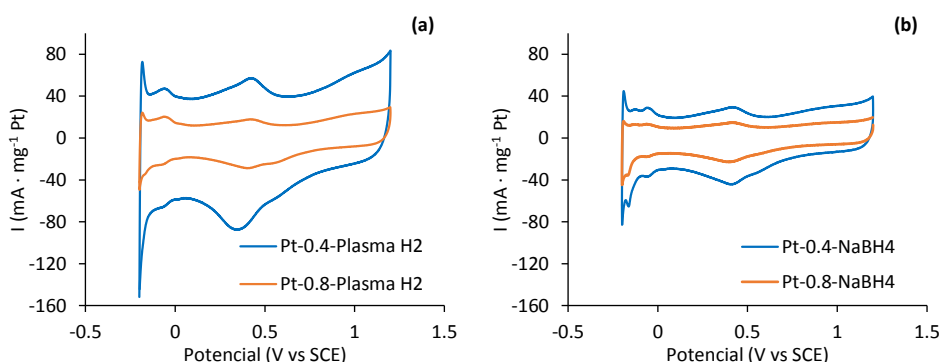 (a)
80
40
0
-40
-80
-120
-160
-0.5
0
0.5
1
1.5
I (mA · mg⁻¹ Pt)
Potencial (V vs SCE)
Pt-0.4-Plasma H2
Pt-0.8-Plasma H2
(b)
80
40
0
-40
-80
-120
-160
-0.5
0
0.5
1
1.5
I (mA · mg⁻¹ Pt)
Potencial (V vs SCE)
Pt-0.4-NaBH4
Pt-0.8-NaBH4